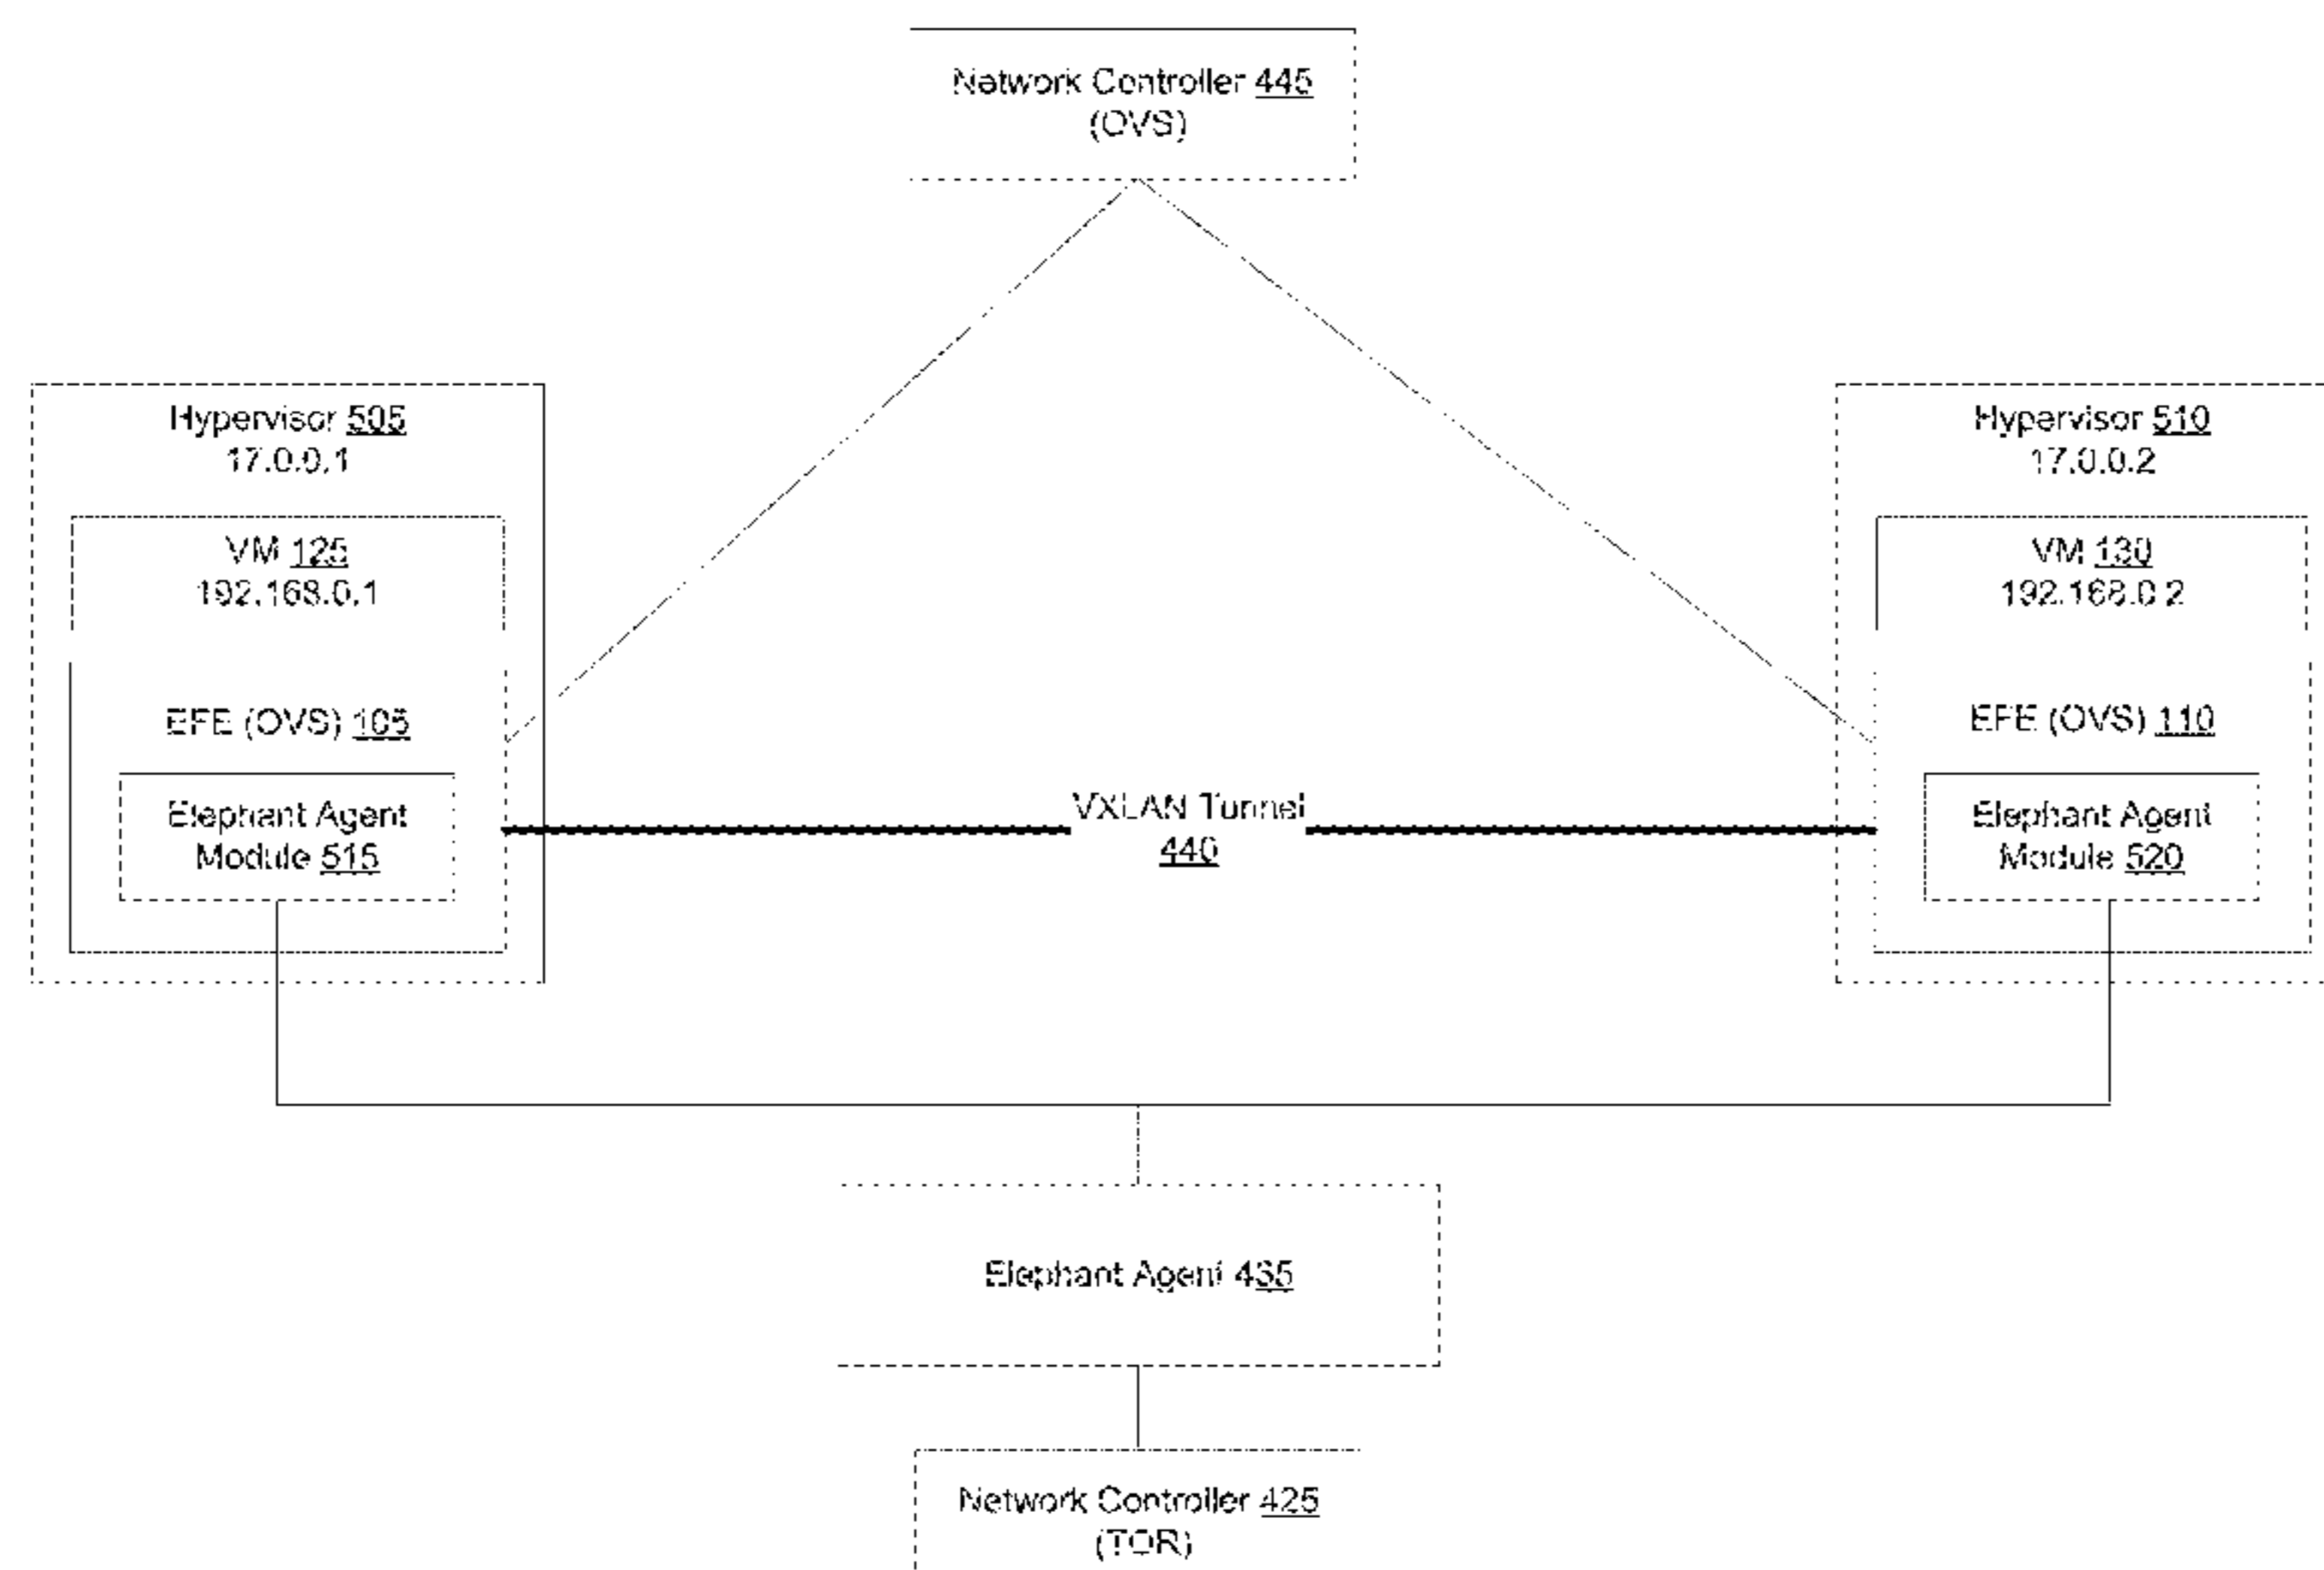 Network Controller 445
(OVS)
Hypervisor 505
17.0.0.1
VM 125
192.168.0.1
EFE (OVS) 105
Elephant Agent
Module 515
VXLAN Tunnel
440
Hypervisor 510
17.0.0.2
VM 130
192.168.0.2
EFE (OVS) 110
Elephant Agent
Module 520
Elephant Agent 435
Network Controller 425
(TOR)